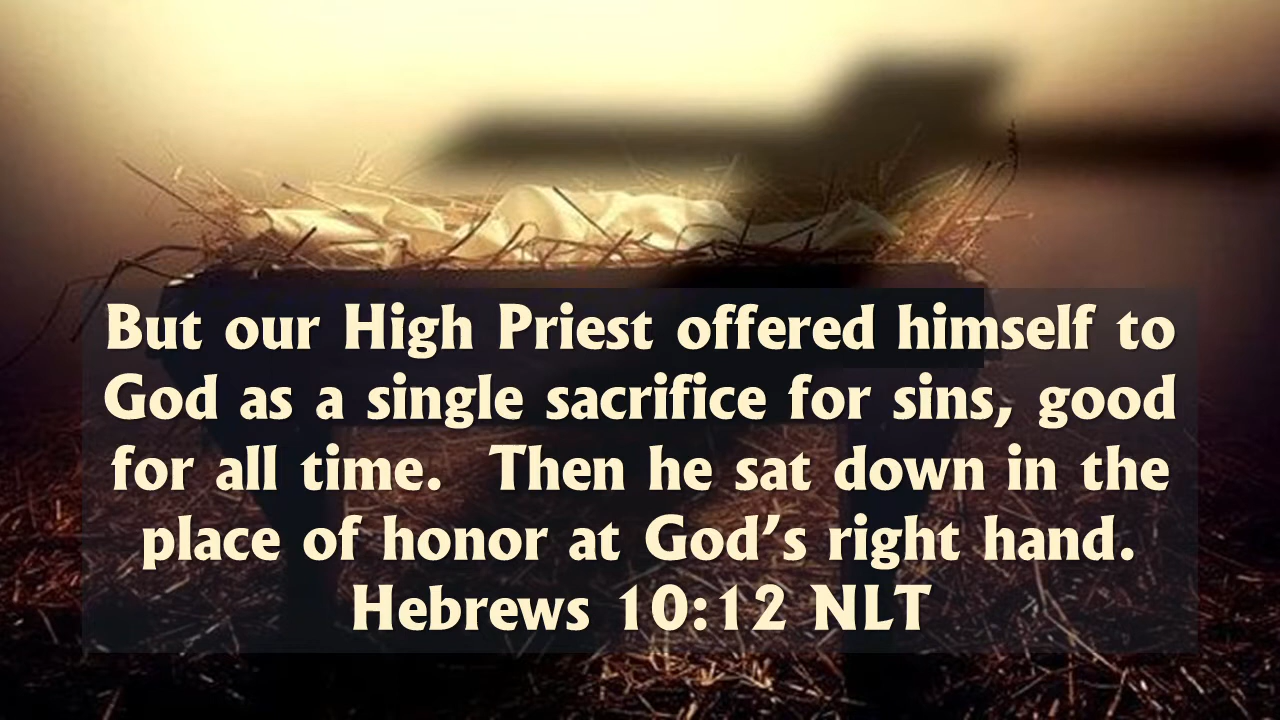 But our High Priest offered himself to
God as a single sacrifice for sins, good
for all time.  Then he sat down in the
place of honor at God’s right hand.
Hebrews 10:12 NLT